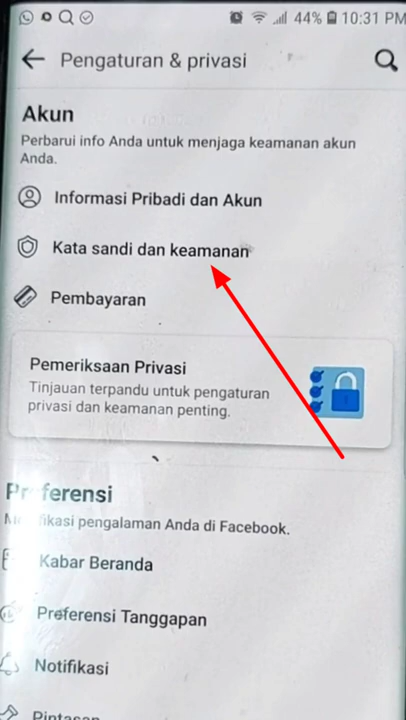 44% 10:31 PM
Pengaturan & privasi
Akun
Perbarui info Anda untuk menjaga keamanan akun
Anda.
Informasi Pribadi dan Akun
Kata sandi dan keamanan
Pembayaran
Pemeriksaan Privasi
Tinjauan terpandu untuk pengaturan
privasi dan keamanan penting.
Preferensi
pengalaman Anda di Facebook.
Kabar Beranda
Preferensi Tanggapan
Notifikasi
Pintasan